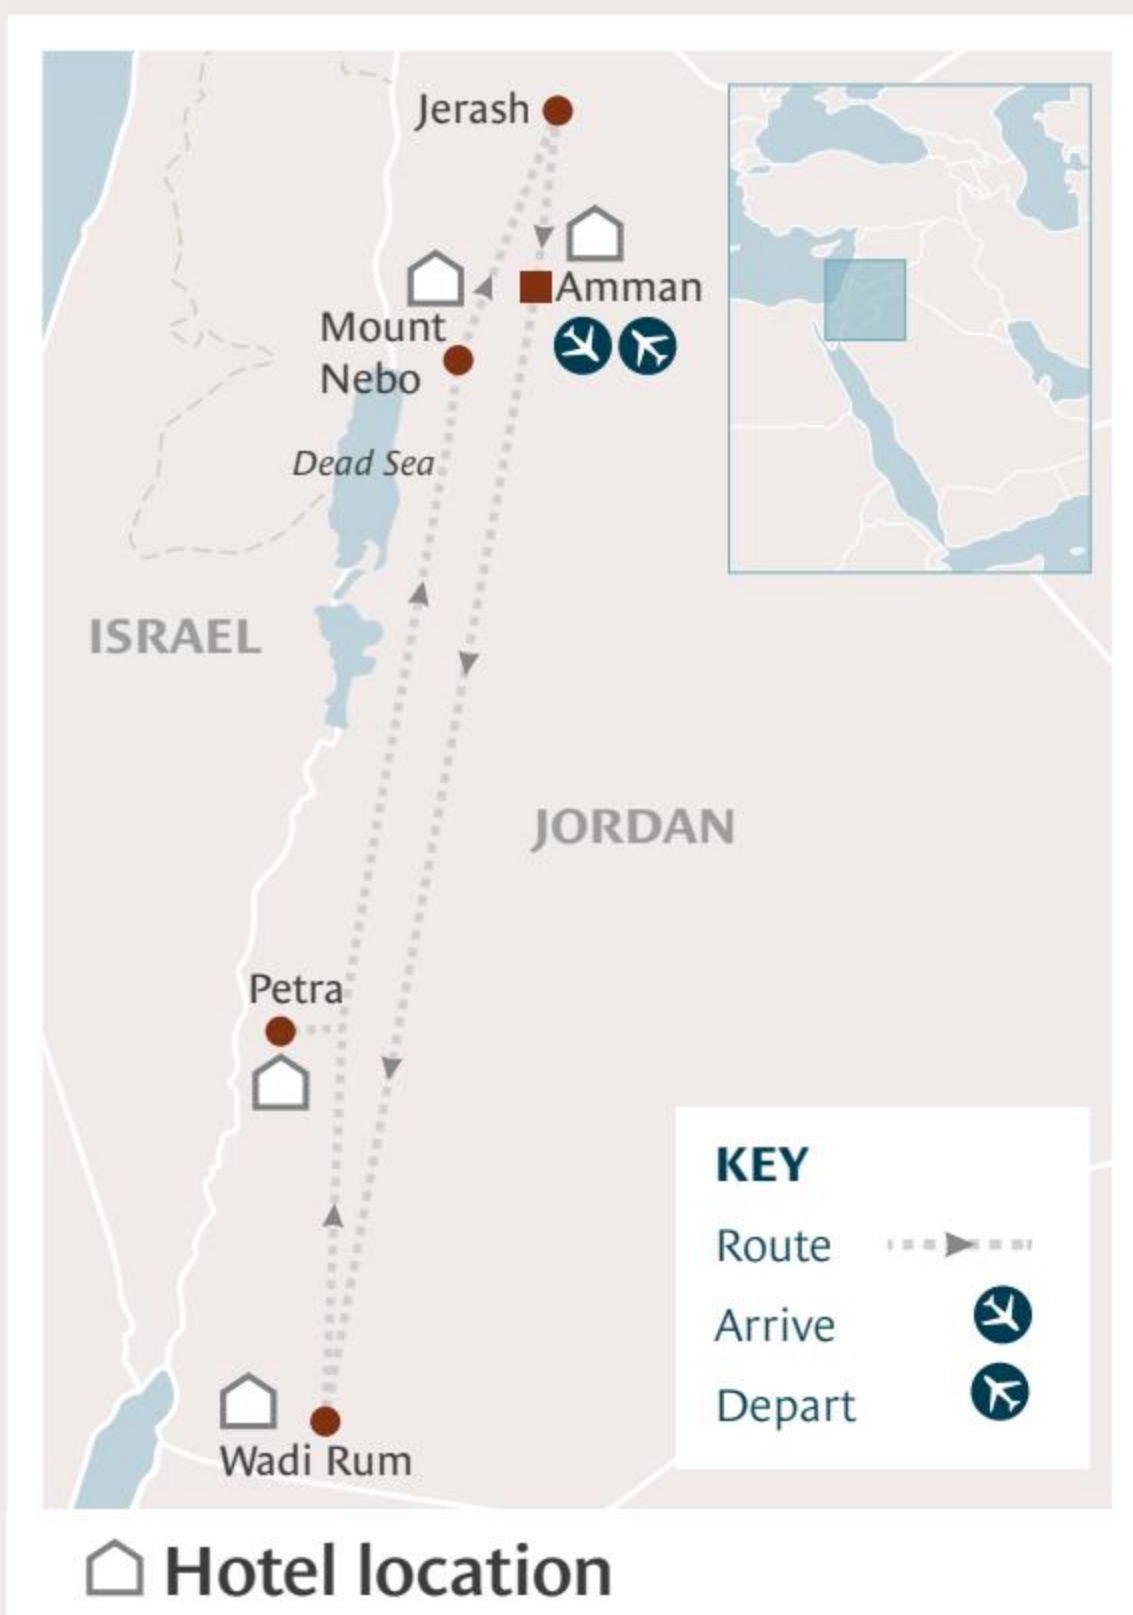 Jerash
Amman
Mount
Nebo
Dead Sea
ISRAEL
JORDAN
Petra
KEY
Route
Arrive
Depart
Wadi Rum
Hotel location